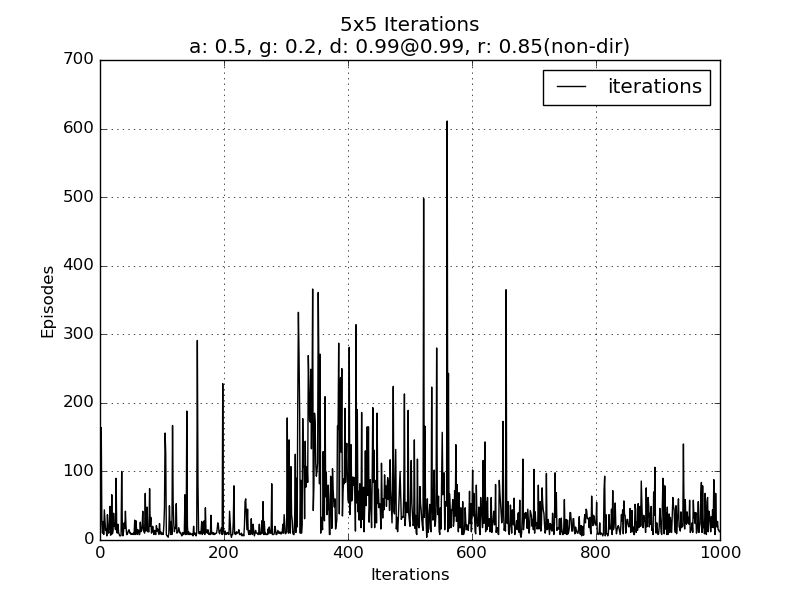 5x5 Iterations
a: 0.5, g: 0.2, d: 0.99@0.99, r: 0.85(non-dir)
700
600
500
400
300
200
100
0
Episodes
iterations
0 200 400 600 800 1000
Iterations